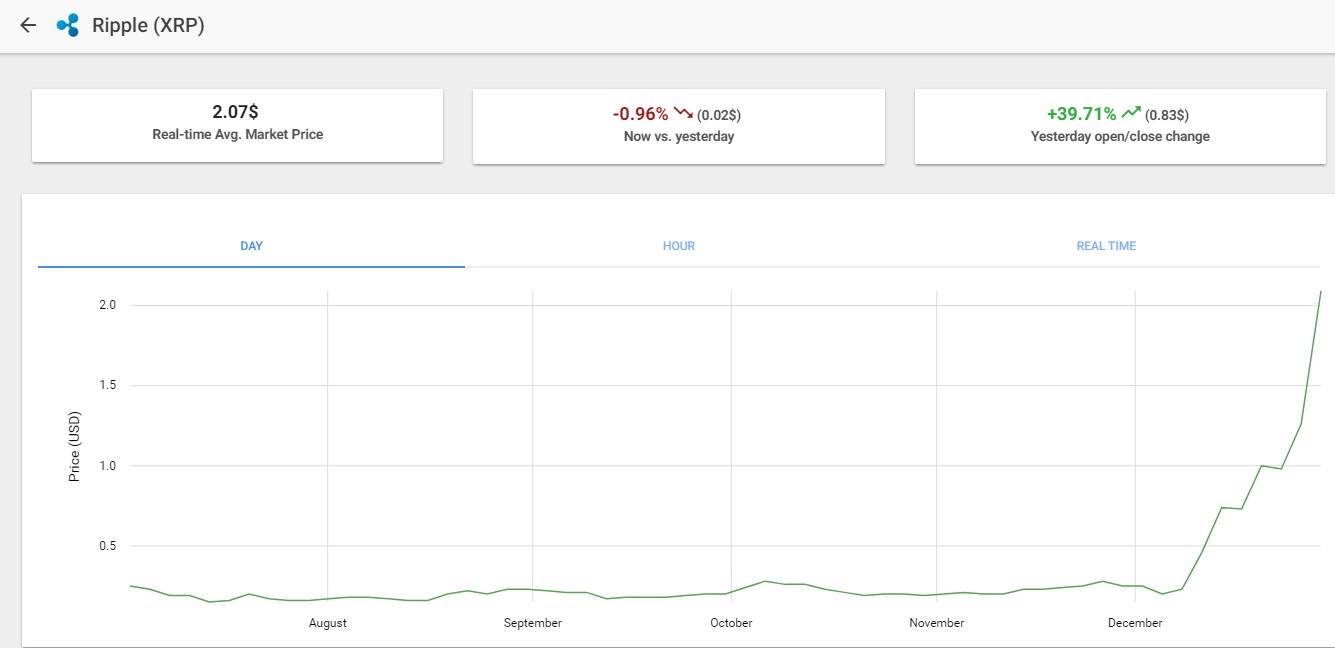 Ripple (XRP)
2.07$
Real-time Avg. Market Price
-0.96% (0.02$)
Now vs. yesterday
+39.71% (0.83$)
Yesterday open/close change
DAY
HOUR
REAL TIME
Price (USD)
2.0
1.5
1.0
0.5
August
September
October
November
December